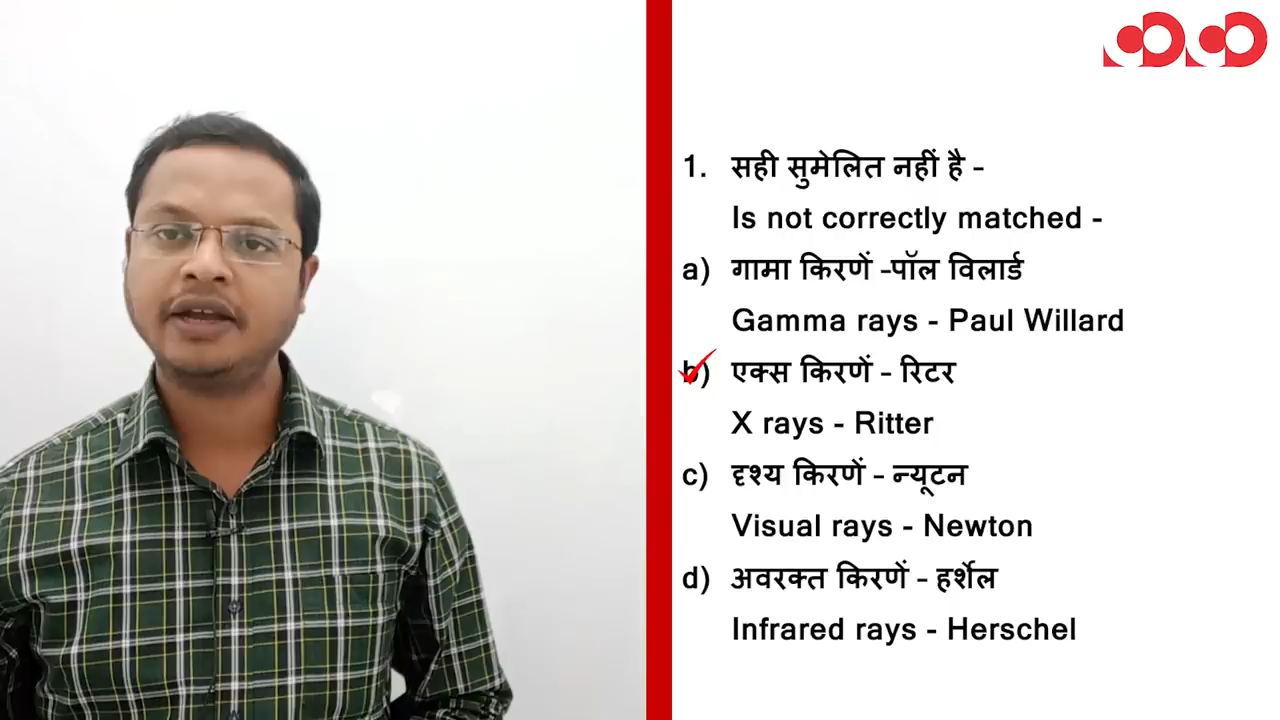 1. सही सुमेलित नहीं है –
Is not correctly matched -
a) गामा किरणें –पॉल विलार्ड
Gamma rays - Paul Willard
b) एक्स किरणें – रिटर
X rays - Ritter
c) दृश्य किरणें – न्यूटन
Visual rays - Newton
d) अवरक्त किरणें – हर्शेल
Infrared rays - Herschel